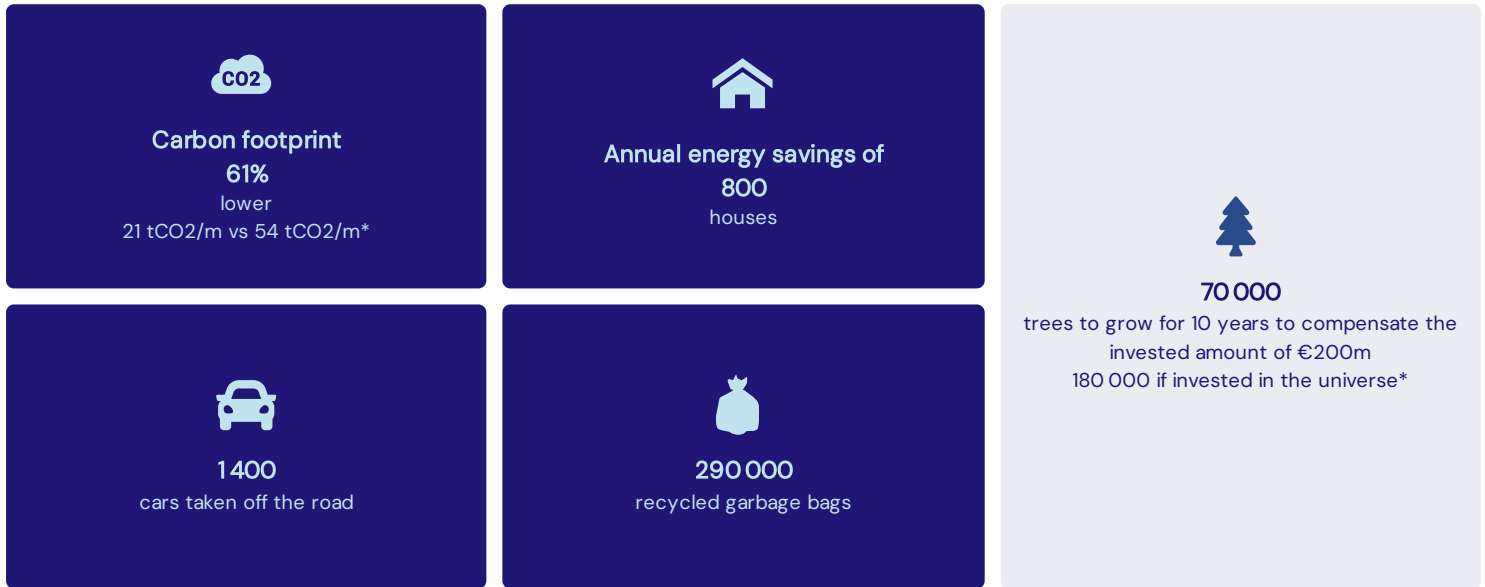 CO2
Carbon footprint
61%
lower
21 tCO2/m vs 54 tCO2/m*
Annual energy savings of
800
houses
1 400
cars taken off the road
290 000
recycled garbage bags
70 000
trees to grow for 10 years to compensate the
invested amount of €200m
180 000 if invested in the universe*